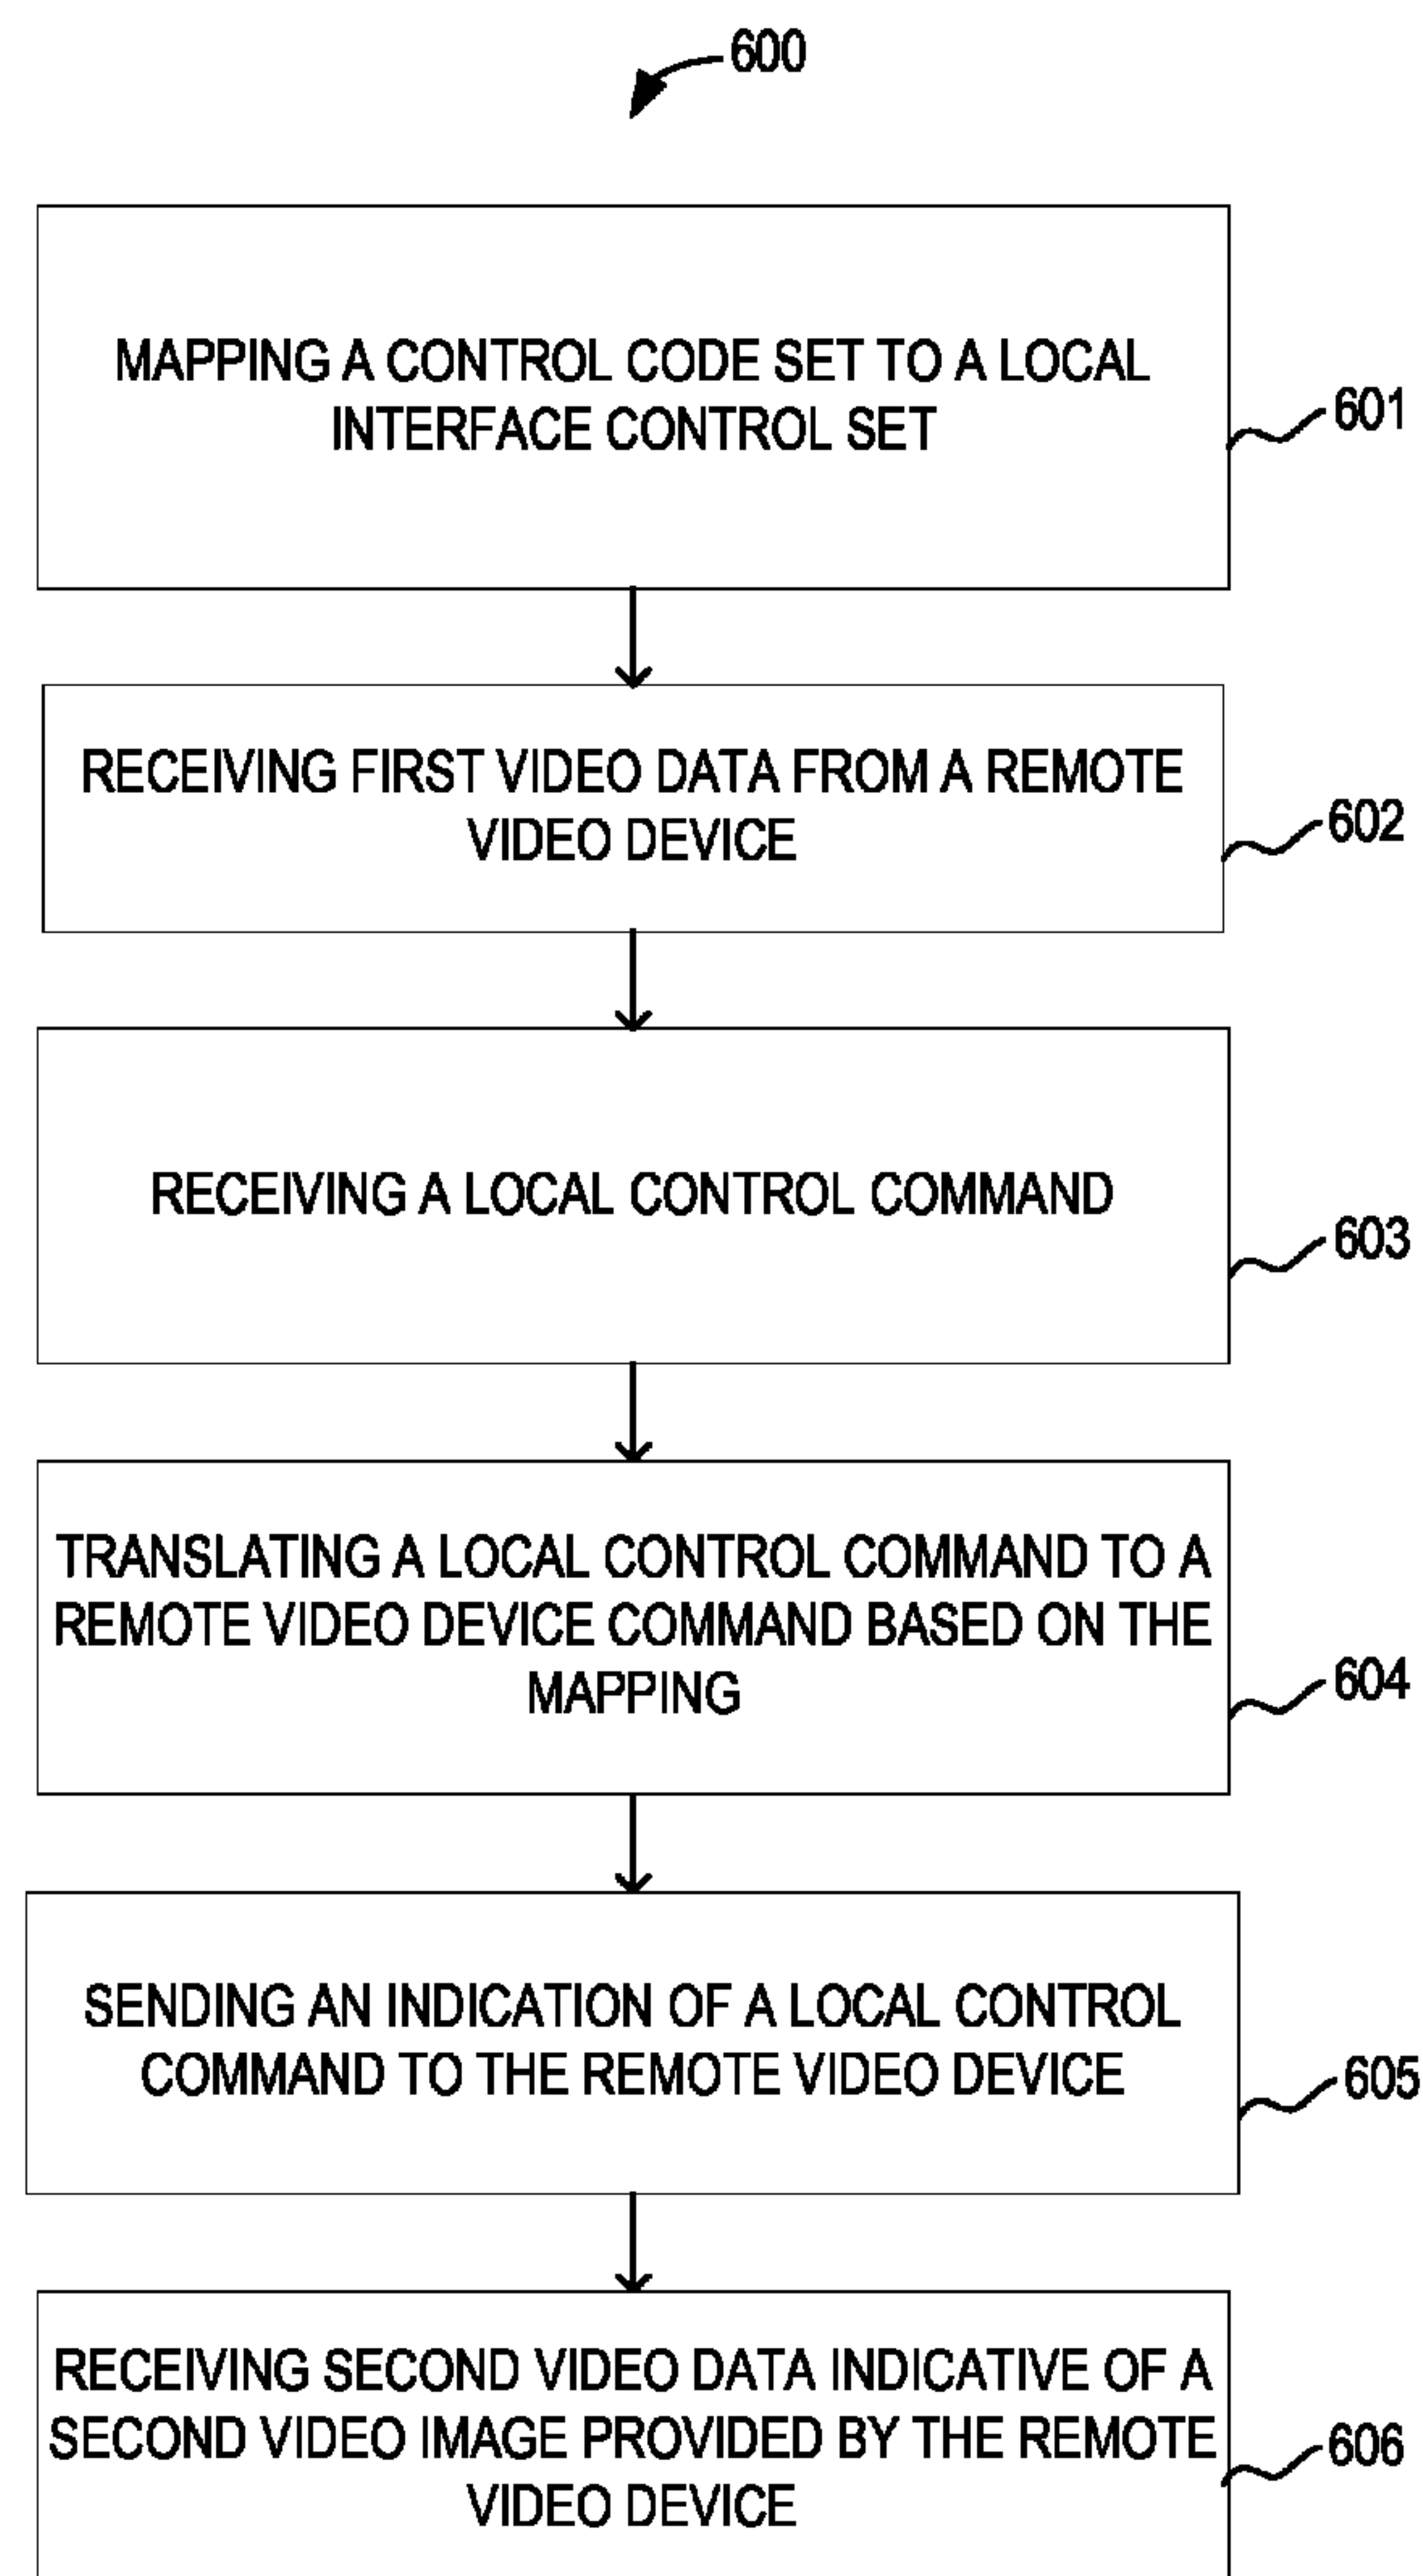 600
MAPPING A CONTROL CODE SET TO A LOCAL
INTERFACE CONTROL SET
601
RECEIVING FIRST VIDEO DATA FROM A REMOTE
VIDEO DEVICE
602
RECEIVING A LOCAL CONTROL COMMAND
603
TRANSLATING A LOCAL CONTROL COMMAND TO A
REMOTE VIDEO DEVICE COMMAND BASED ON THE
MAPPING
604
SENDING AN INDICATION OF A LOCAL CONTROL
COMMAND TO THE REMOTE VIDEO DEVICE
605
RECEIVING SECOND VIDEO DATA INDICATIVE OF A
SECOND VIDEO IMAGE PROVIDED BY THE REMOTE
VIDEO DEVICE
606